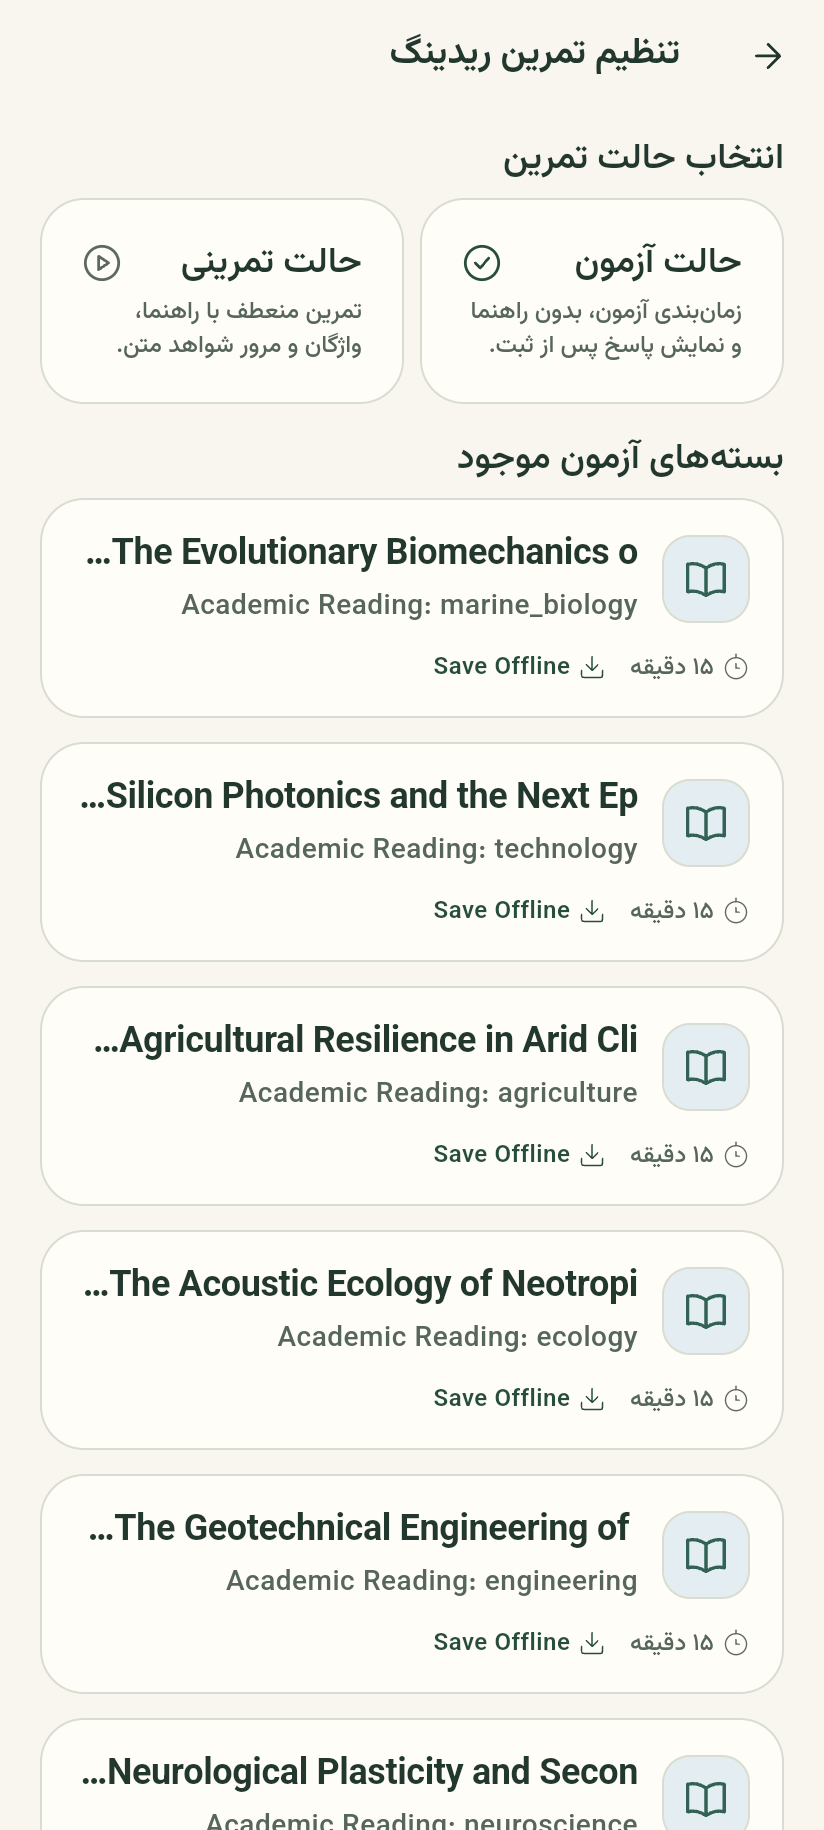 تنظیم تمرین ریدینگ
انتخاب حالت تمرین
حالت آزمون
زمان‌بندی آزمون، بدون راهنما
و نمایش پاسخ پس از ثبت.
حالت تمرینی
تمرین منعطف با راهنما،
واژگان و مرور شواهد متن.
بسته‌های آزمون موجود
The Evolutionary Biomechanics o...
Academic Reading: marine_biology
۱۵ دقیقه
Save Offline
Silicon Photonics and the Next Ep...
Academic Reading: technology
۱۵ دقیقه
Save Offline
Agricultural Resilience in Arid Cli...
Academic Reading: agriculture
۱۵ دقیقه
Save Offline
The Acoustic Ecology of Neotropi...
Academic Reading: ecology
۱۵ دقیقه
Save Offline
The Geotechnical Engineering of ...
Academic Reading: engineering
۱۵ دقیقه
Save Offline
Neurological Plasticity and Secon...
Academic Reading: neuroscience